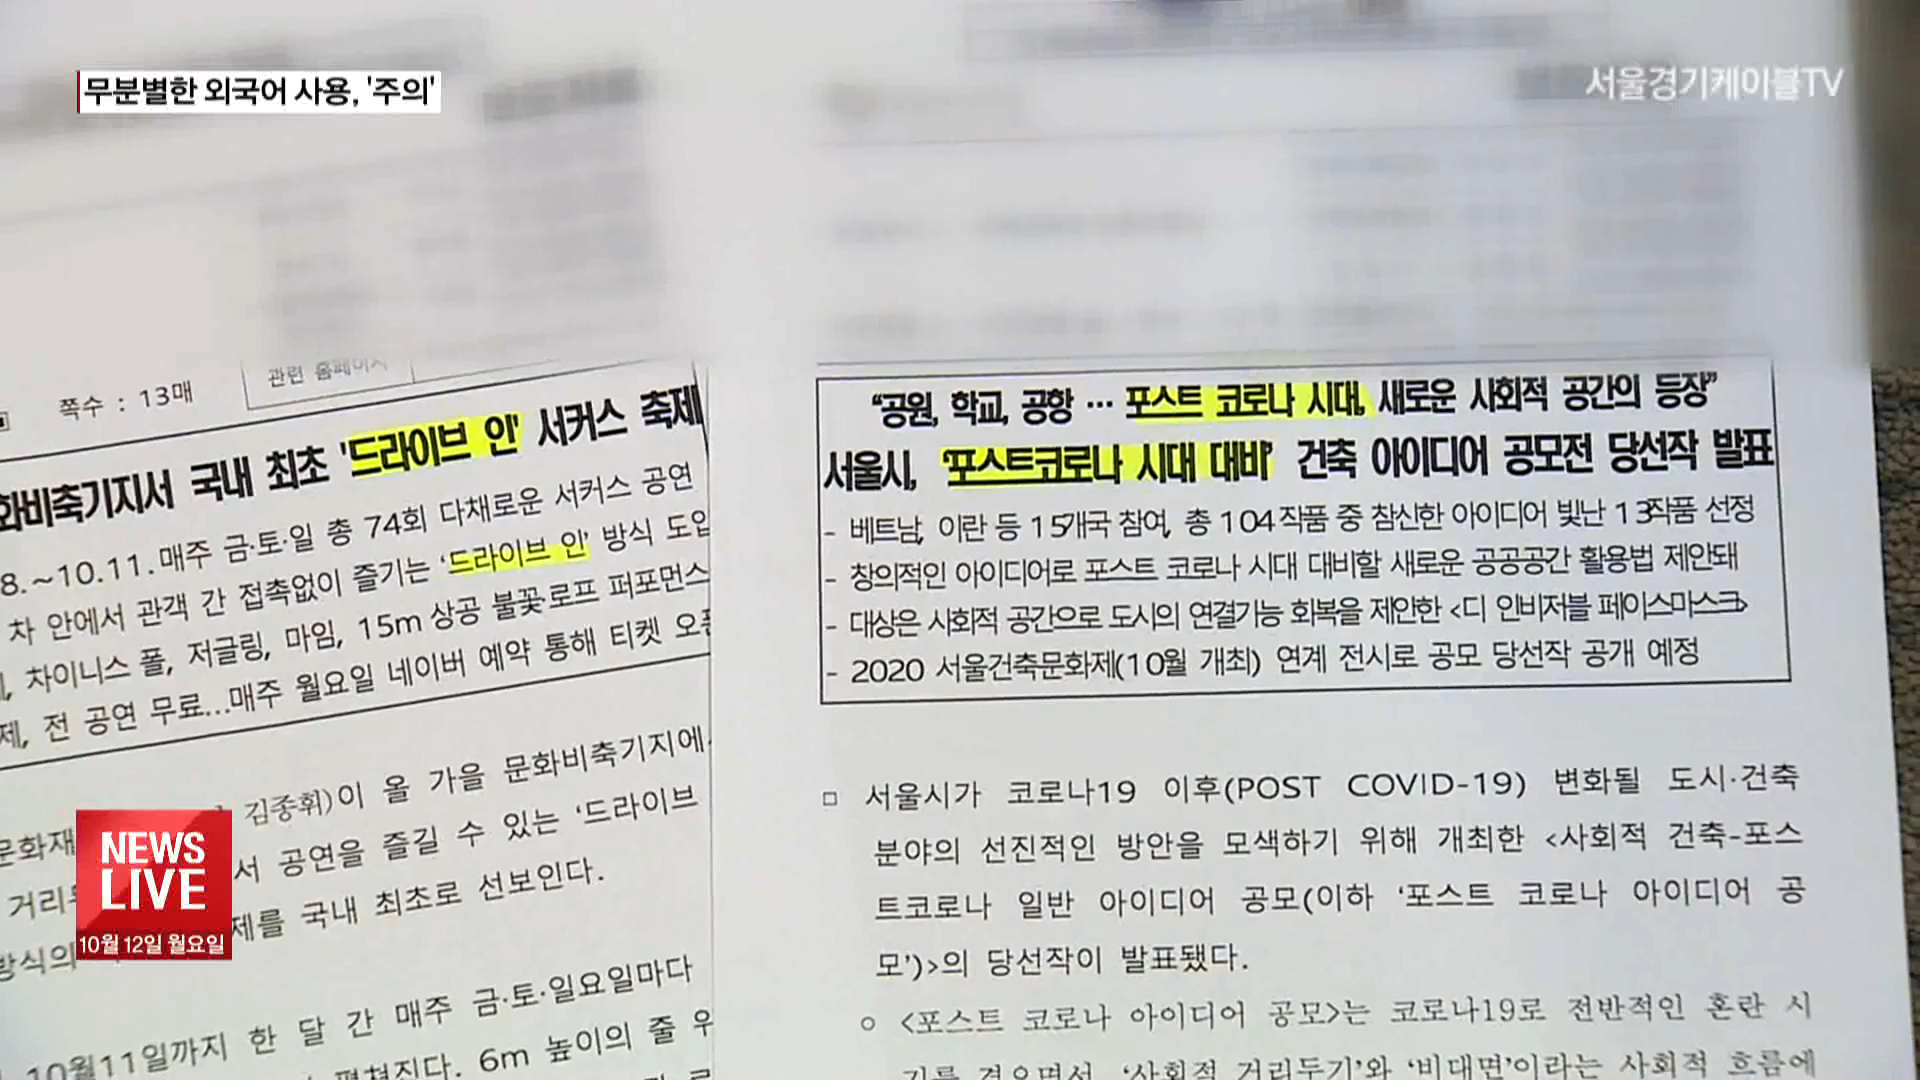 무분별한 외국어 사용, '주의'
서울경기케이블TV
관련 홈페이지
쪽수 : 13매
화비축기지서 국내 최초 '드라이브 인' 서커스 축제
8.~10.11. 매주 금·토·일 총 74회 다채로운 서커스 공연
차 안에서 관객 간 접촉없이 즐기는 '드라이브 인' 방식 도입
차이니스 폴, 저글링, 마임, 15m 상공 불꽃로프 퍼포먼스
제, 전 공연 무료...매주 월요일 네이버 예약 통해 티켓 오픈
김종휘)이 올 가을 문화비축기지에서
문화재
서 공연을 즐길 수 있는 '드라이브
거리
제를 국내 최초로 선보인다.
방식의
10월11일까지 한 달 간 매주 금·토·일요일마다
펼쳐진다. 6m 높이의 줄 위
“공원, 학교, 공항 … 포스트 코로나 시대, 새로운 사회적 공간의 등장”
서울시, '포스트코로나 시대 대비' 건축 아이디어 공모전 당선작 발표
- 베트남, 이란 등 15개국 참여, 총 104작품 중 참신한 아이디어 빛난 13작품 선정
- 창의적인 아이디어로 포스트 코로나 시대 대비할 새로운 공공공간 활용법 제안돼
- 대상은 사회적 공간으로 도시의 연결기능 회복을 제안한 <디 인비저블 페이스마스크>
- 2020 서울건축문화제(10월 개최) 연계 전시로 공모 당선작 공개 예정
□ 서울시가 코로나19 이후(POST COVID-19) 변화될 도시·건축
분야의 선진적인 방안을 모색하기 위해 개최한 <사회적 건축-포스
트코로나 일반 아이디어 공모(이하 '포스트 코로나 아이디어 공
모')>의 당선작이 발표됐다.
○ <포스트 코로나 아이디어 공모>는 코로나19로 전반적인 혼란 시
기를 겪으면서, '사회적 거리두기'와 '비대면'이라는 사회적 흐름에
NEWS
LIVE
10월 12일 월요일